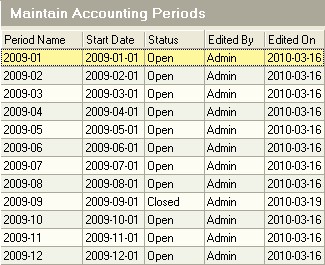 Maintain Accounting Periods
Period Name Start Date Status Edited By Edited On
2009-01 2009-01-01 Open Admin 2010-03-16
2009-02 2009-02-01 Open Admin 2010-03-16
2009-03 2009-03-01 Open Admin 2010-03-16
2009-04 2009-04-01 Open Admin 2010-03-16
2009-05 2009-05-01 Open Admin 2010-03-16
2009-06 2009-06-01 Open Admin 2010-03-16
2009-07 2009-07-01 Open Admin 2010-03-16
2009-08 2009-08-01 Open Admin 2010-03-16
2009-09 2009-09-01 Closed Admin 2010-03-19
2009-10 2009-10-01 Open Admin 2010-03-16
2009-11 2009-11-01 Open Admin 2010-03-16
2009-12 2009-12-01 Open Admin 2010-03-16